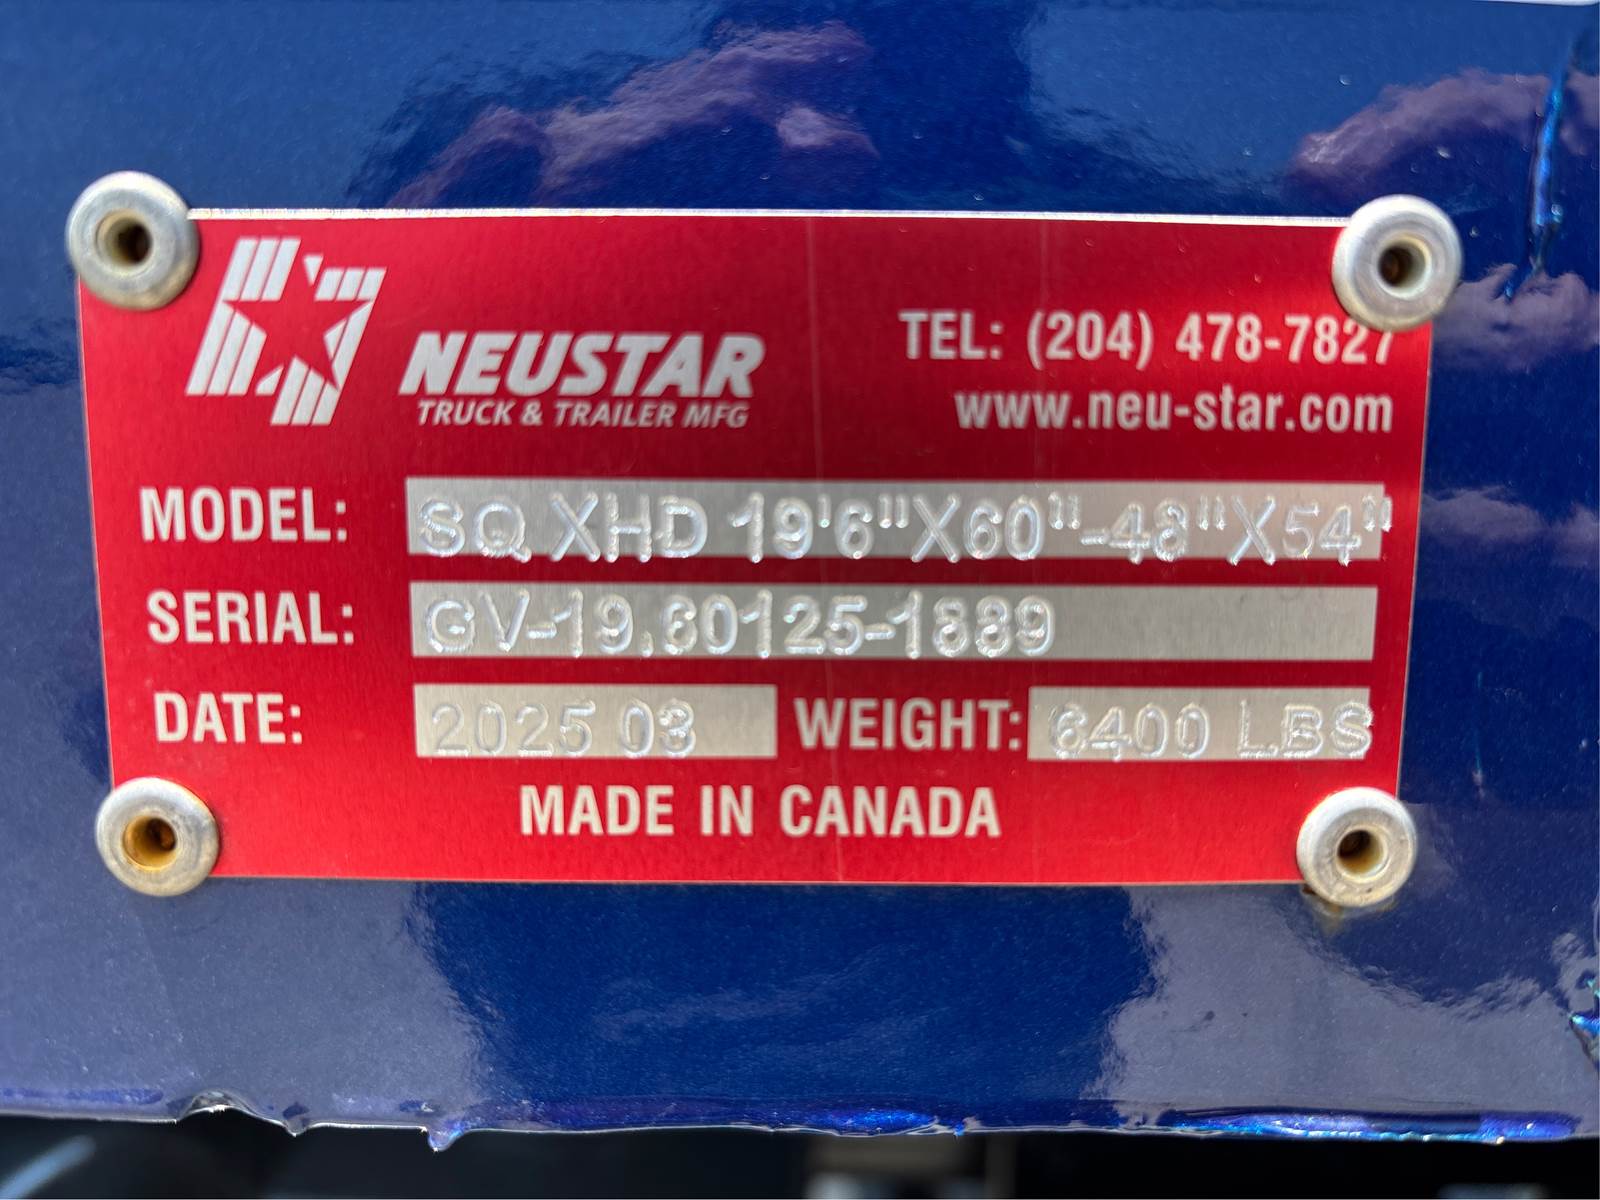 NEUSTAR
TRUCK & TRAILER MFG
TEL: (204) 478-7827
www.neu-star.com
MODEL: SQ XHD 19'6"X60"-48"X54"
SERIAL: GV-19.60125-1889
DATE: 2025 03 WEIGHT: 6400 LBS
MADE IN CANADA